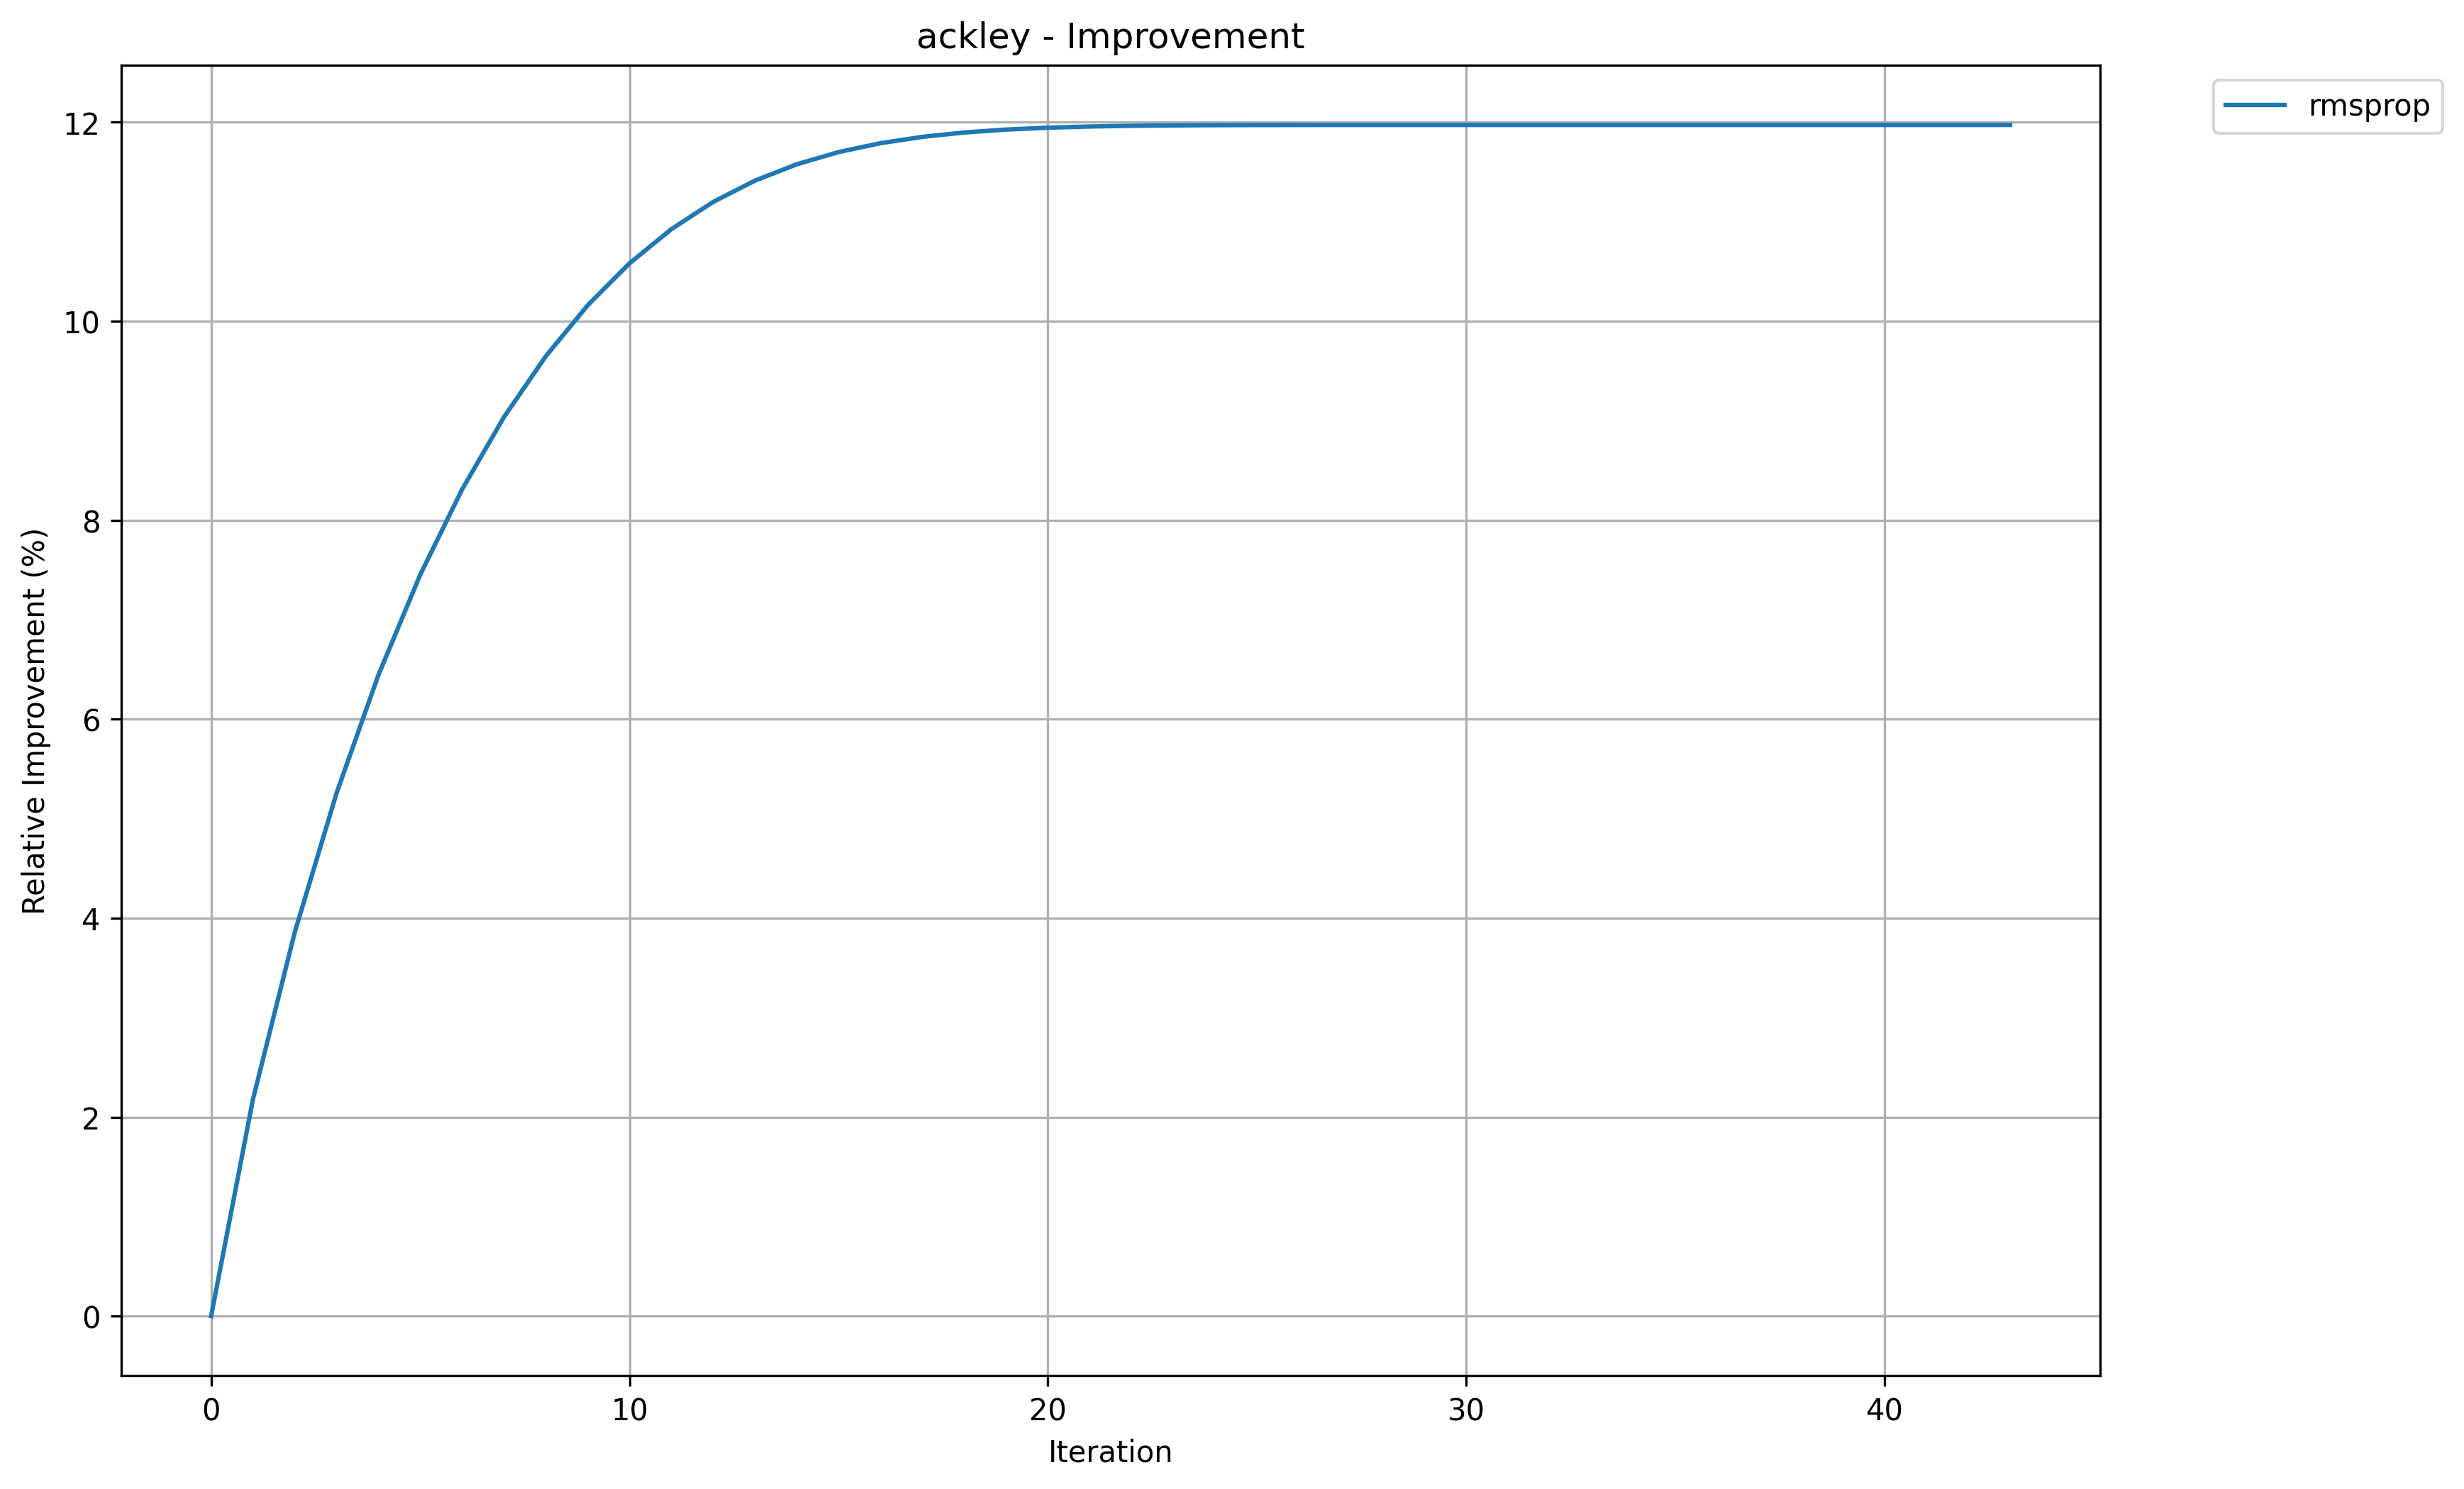 ackley - Improvement
rmsprop
Relative Improvement (%)
12
10
8
6
4
2
0
0 10 20 30 40
Iteration